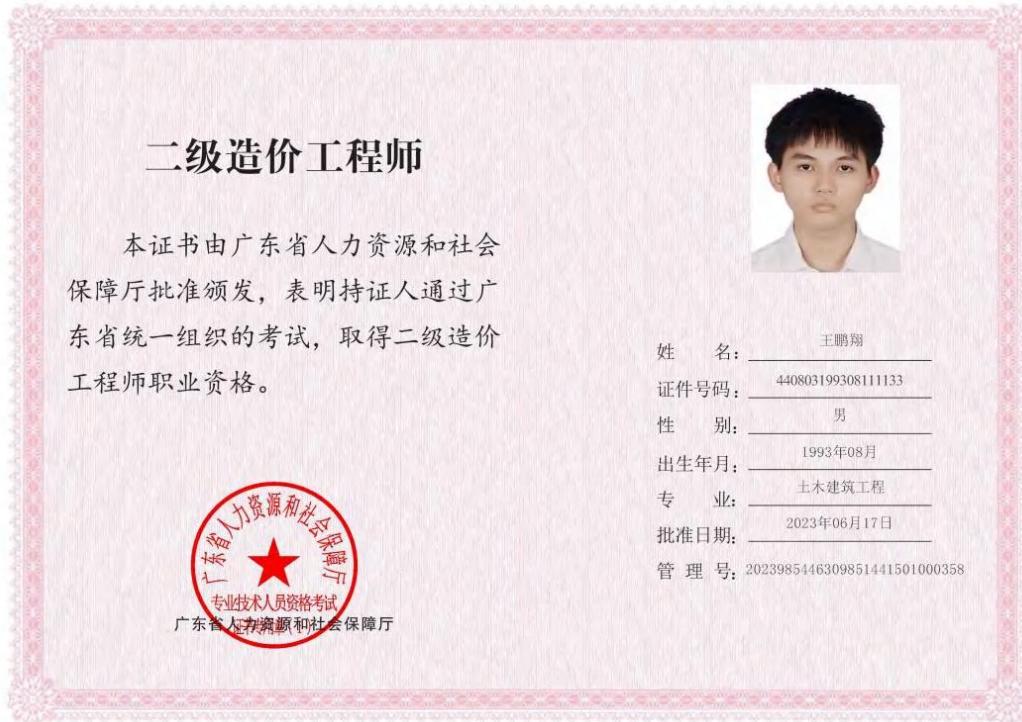 二级造价工程师
本证书由广东省人力资源和社会
保障厅批准颁发，表明持证人通过广
东省统一组织的考试，取得二级造价
工程师职业资格。
广东省人力资源和社会保障厅
专业技术人员资格考试
广东省人力资源和社会保障厅
姓 名：王鹏翔
证件号码：440803199308111133
性 别：男
出生年月：1993年08月
专 业：土木建筑工程
批准日期：2023年06月17日
管 理 号：2023985446309851441501000358